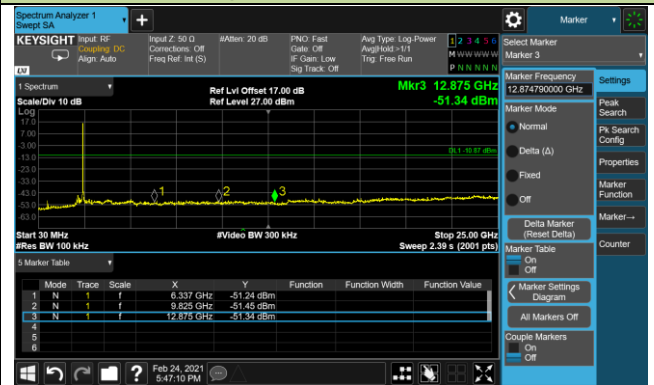 Spectrum Analyzer 1
Swept SA
Marker
KEYSIGHT
Input: RF
Coupling: DC
Align: Auto
Input Z: 50 Ω
Corrections: Off
Freq Ref: Int (S)
#Atten: 20 dB
PNO: Fast
Gate: Off
IF Gain: Low
Sig Track: Off
Avg Type: Log-Power
Avg|Hold:>1/1
Trig: Free Run
1 2 3 4 5 6
M W W W W W
P N N N N N
LXI
Select Marker
Marker 3
1 Spectrum
Scale/Div 10 dB
Ref Lvl Offset 17.00 dB
Ref Level 27.00 dBm
Mkr3 12.875 GHz
-51.34 dBm
Log
17.0
7.00
-3.00
-13.0
-23.0
-33.0
-43.0
-53.0
-63.0
DL1 -10.87 dBm
1
2
3
Start 30 MHz
#Res BW 100 kHz
#Video BW 300 kHz
Stop 25.00 GHz
Sweep 2.39 s (2001 pts)
5 Marker Table
Mode Trace Scale X Y Function Function Width Function Value
1 N 1 f 6.337 GHz -51.24 dBm
2 N 1 f 9.825 GHz -51.45 dBm
3 N 1 f 12.875 GHz -51.34 dBm
4
5
6
Marker Frequency
12.874790000 GHz
Marker Mode
Normal
Delta (Δ)
Fixed
Off
Delta Marker
(Reset Delta)
Marker Table
On
Off
Marker Settings
Diagram
All Markers Off
Couple Markers
On
Off
Settings
Peak
Search
Pk Search
Config
Properties
Marker
Function
Marker→
Counter
Feb 24, 2021
5:47:10 PM